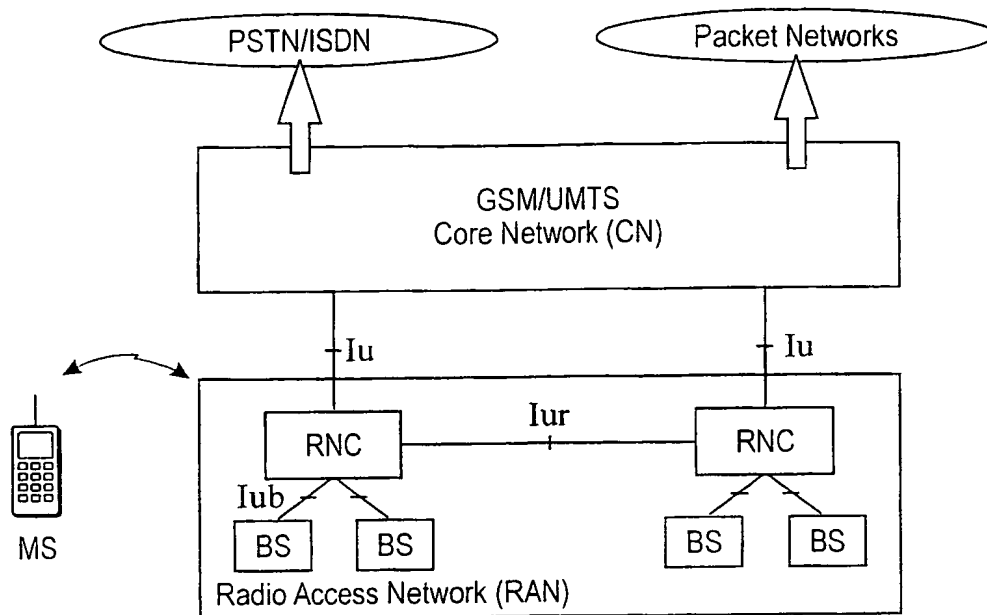 PSTN/ISDN
Packet Networks
GSM/UMTS
Core Network (CN)
Iu
Iu
RNC
Iur
RNC
Iub
BS
BS
BS
BS
MS
Radio Access Network (RAN)